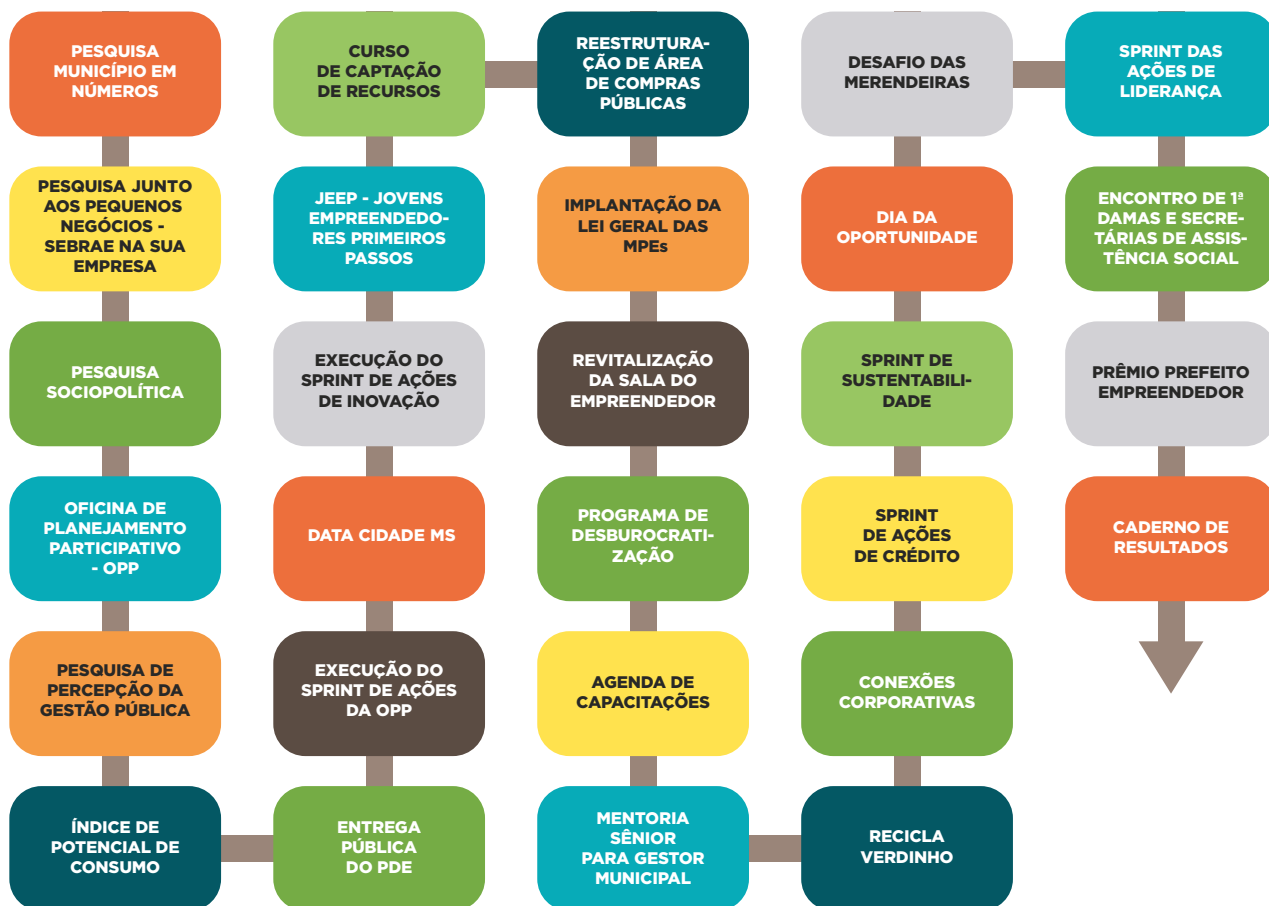 PESQUISA
MUNICÍPIO EM
NÚMEROS
PESQUISA JUNTO
AOS PEQUENOS
NEGÓCIOS -
SEBRAE NA SUA
EMPRESA
PESQUISA
SOCIOPOLÍTICA
OFICINA DE
PLANEJAMENTO
PARTICIPATIVO
- OPP
PESQUISA DE
PERCEPÇÃO DA
GESTÃO PÚBLICA
ÍNDICE DE
POTENCIAL DE
CONSUMO
ENTREGA
PÚBLICA
DO PDE
EXECUÇÃO DO
SPRINT DE AÇÕES
DA OPP
DATA CIDADE MS
EXECUÇÃO DO
SPRINT DE AÇÕES
DE INOVAÇÃO
JEEP - JOVENS
EMPREENDEDO-
RES PRIMEIROS
PASSOS
CURSO
DE CAPTAÇÃO
DE RECURSOS
REESTRUTURA-
ÇÃO DE ÁREA
DE COMPRAS
PÚBLICAS
IMPLANTAÇÃO DA
LEI GERAL DAS
MPEs
REVITALIZAÇÃO
DA SALA DO
EMPREENDEDOR
PROGRAMA DE
DESBUROCRATI-
ZAÇÃO
AGENDA DE
CAPACITAÇÕES
MENTORIA
SÊNIOR
PARA GESTOR
MUNICIPAL
RECICLA
VERDINHO
CONEXÕES
CORPORATIVAS
SPRINT
DE AÇÕES
DE CRÉDITO
SPRINT DE
SUSTENTABILI-
DADE
DIA DA
OPORTUNIDADE
DESAFIO DAS
MERENDEIRAS
SPRINT DAS
AÇÕES DE
LIDERANÇA
ENCONTRO DE 1ª
DAMAS E SECRE-
TÁRIAS DE ASSIS-
TÊNCIA SOCIAL
PRÊMIO PREFEITO
EMPREENDEDOR
CADERNO DE
RESULTADOS